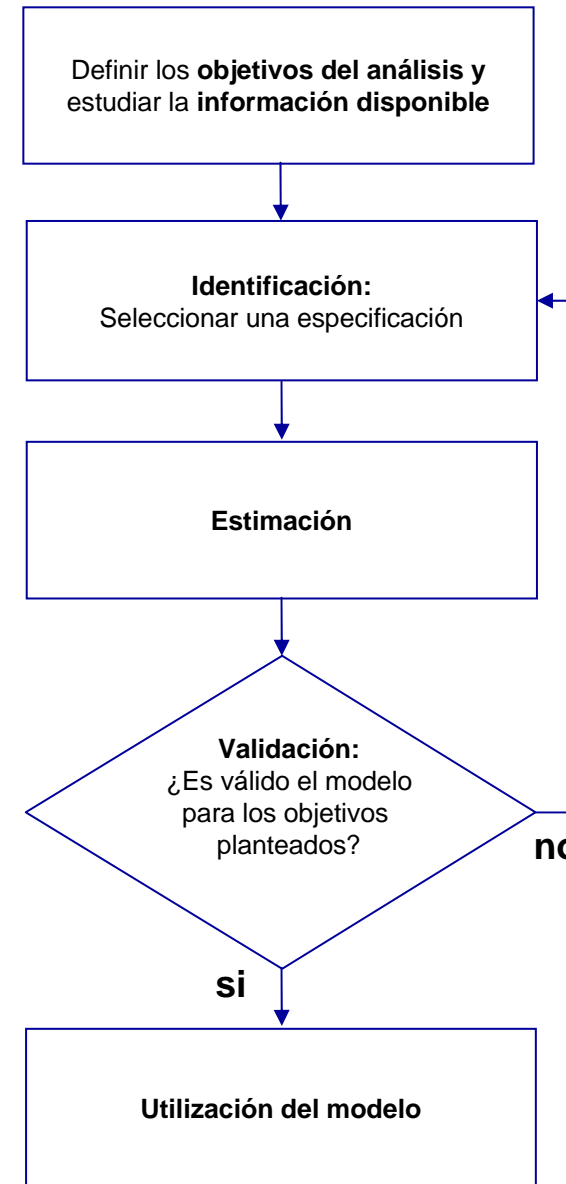 Definir los objetivos del análisis y
estudiar la información disponible
Identificación:
Seleccionar una especificación
Estimación
Validación:
¿Es válido el modelo
para los objetivos
planteados?
no
si
Utilización del modelo